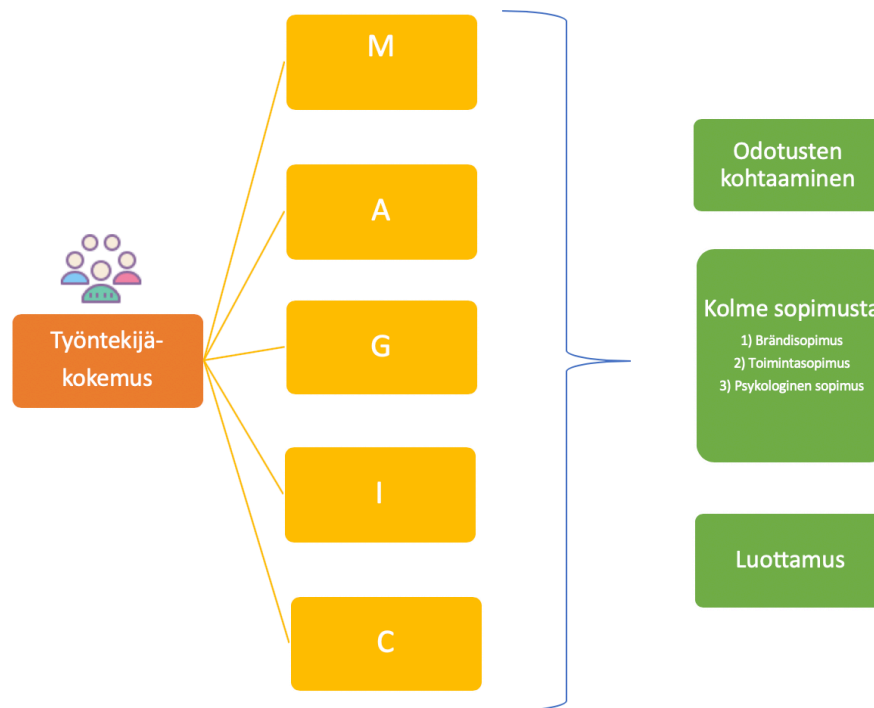 Työntekijä-
kokemus
M
A
G
I
C
Odotusten
kohtaaminen
Kolme sopimusta
1) Brändisopimus
2) Toimintasopimus
3) Psykologinen sopimus
Luottamus